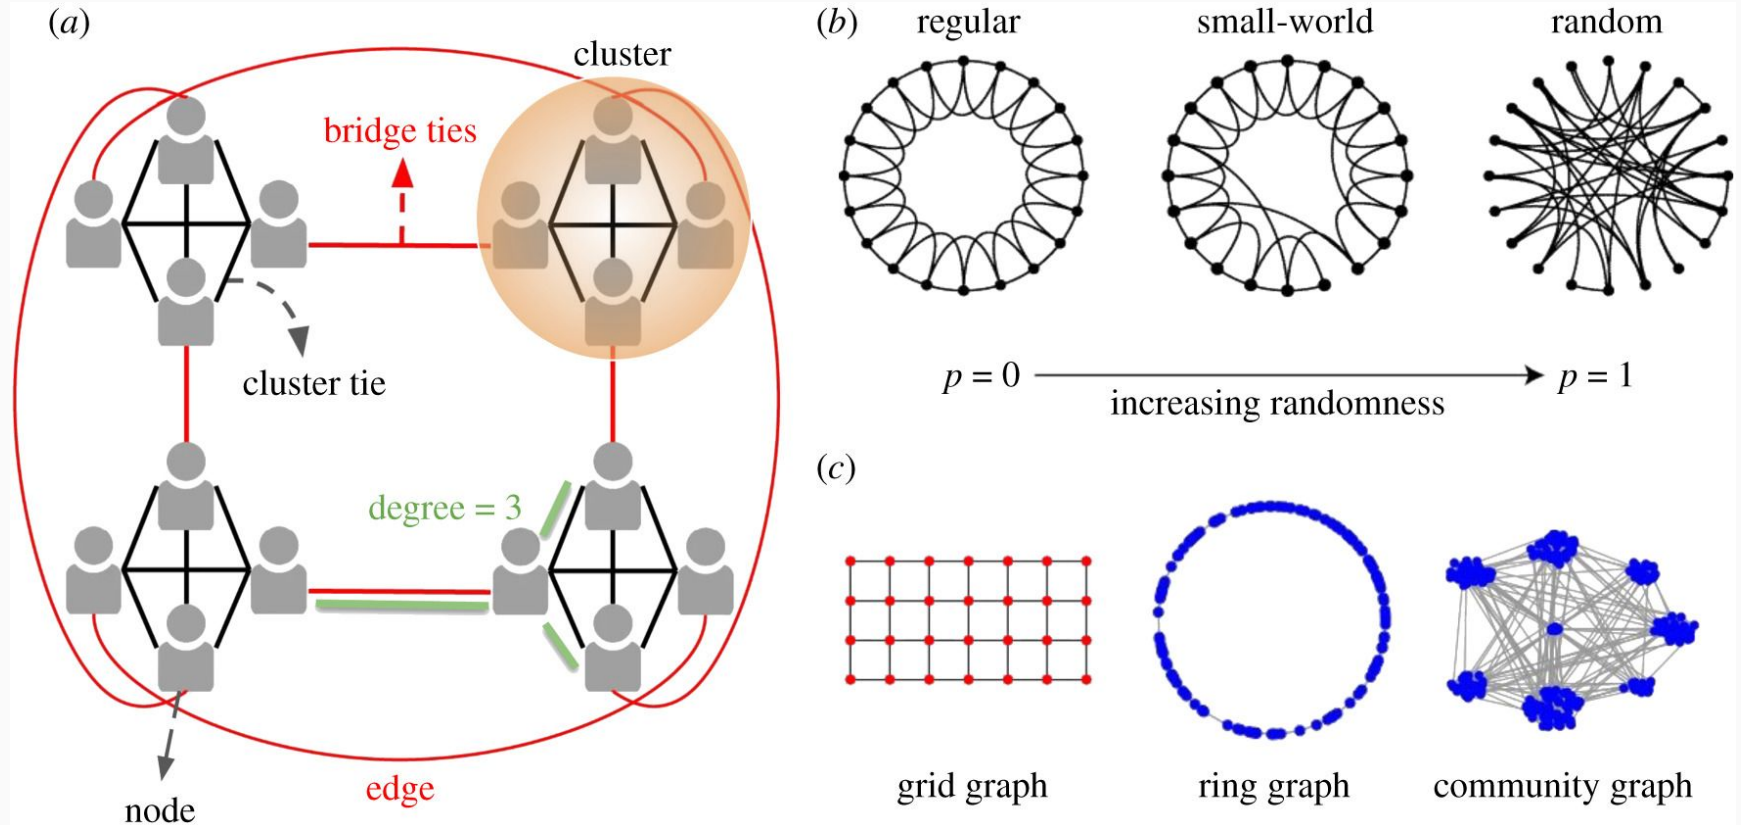 (a)
cluster
bridge ties
cluster tie
degree = 3
edge
node
(b)
regular
small-world
random
p = 0
p = 1
increasing randomness
(c)
grid graph
ring graph
community graph